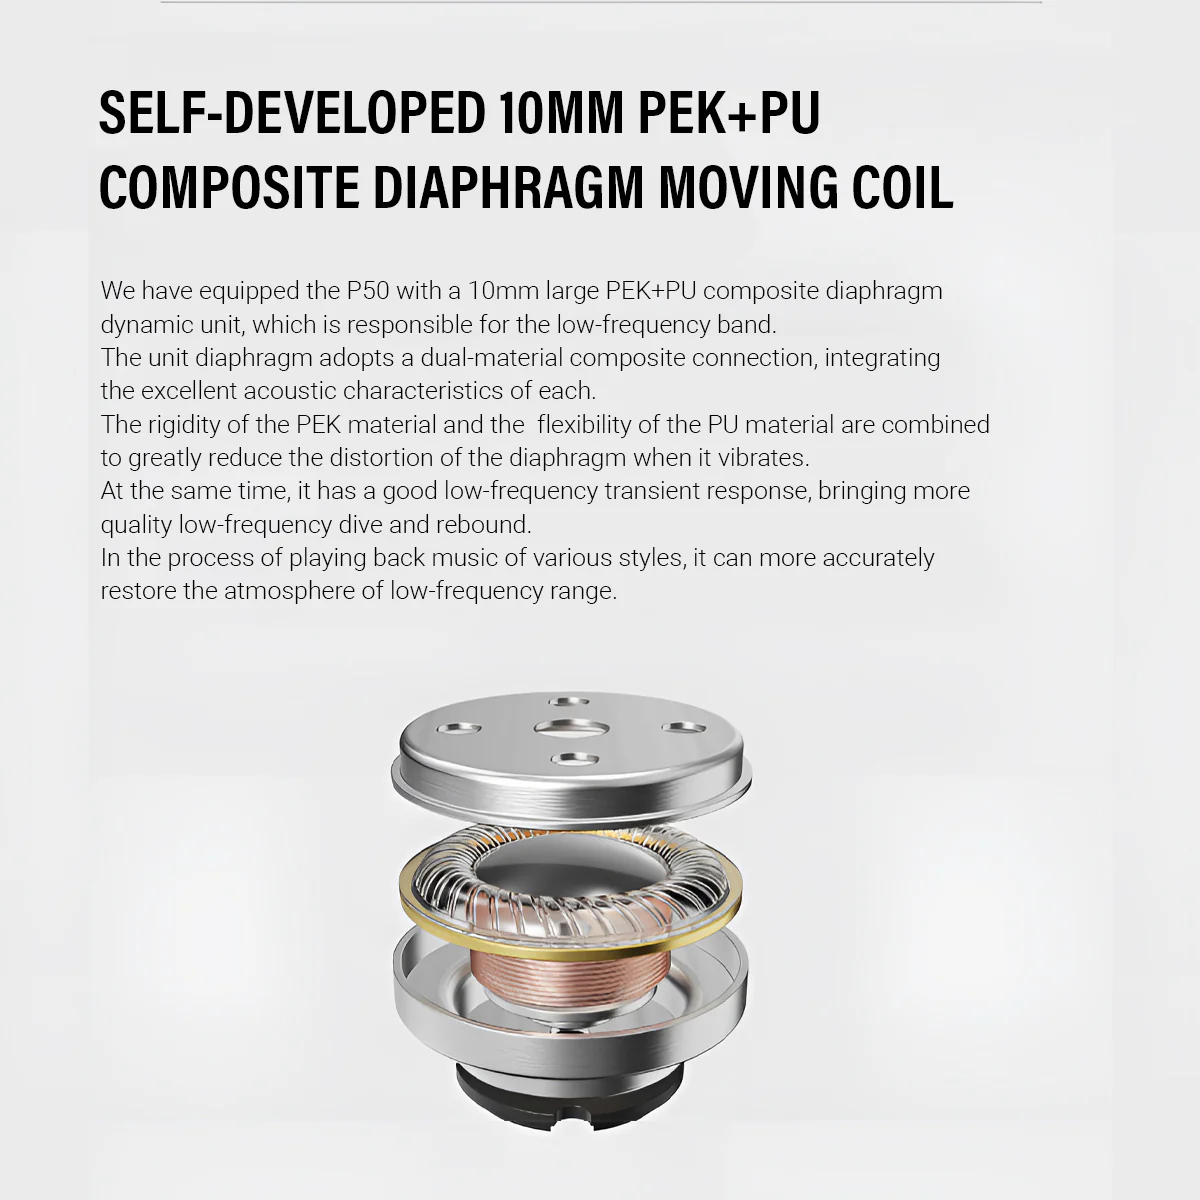 SELF-DEVELOPED 10MM PEK+PU
COMPOSITE DIAPHRAGM MOVING COIL
We have equipped the P50 with a 10mm large PEK+PU composite diaphragm
dynamic unit, which is responsible for the low-frequency band.
The unit diaphragm adopts a dual-material composite connection, integrating
the excellent acoustic characteristics of each.
The rigidity of the PEK material and the  flexibility of the PU material are combined
to greatly reduce the distortion of the diaphragm when it vibrates.
At the same time, it has a good low-frequency transient response, bringing more
quality low-frequency dive and rebound.
In the process of playing back music of various styles, it can more accurately
restore the atmosphere of low-frequency range.